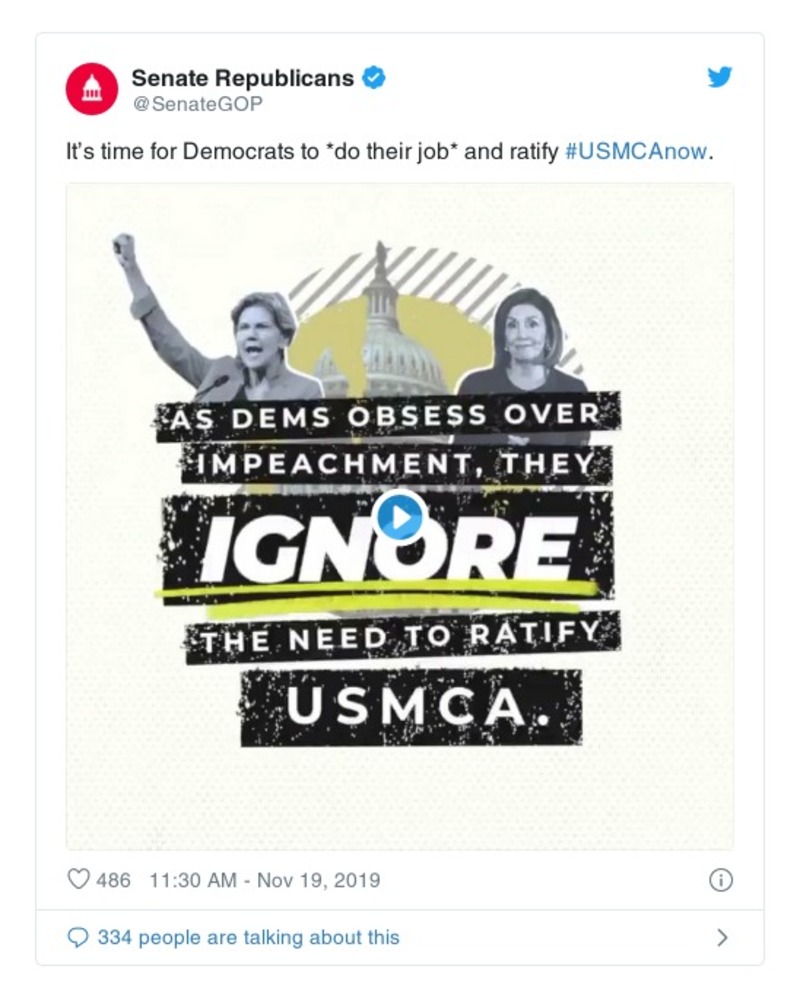 Senate Republicans
@SenateGOP
It's time for Democrats to *do their job* and ratify #USMCAnow.
AS DEMS OBSESS OVER
IMPEACHMENT, THEY
IGNORE
THE NEED TO RATIFY
USMCA.
486 11:30 AM - Nov 19, 2019
334 people are talking about this